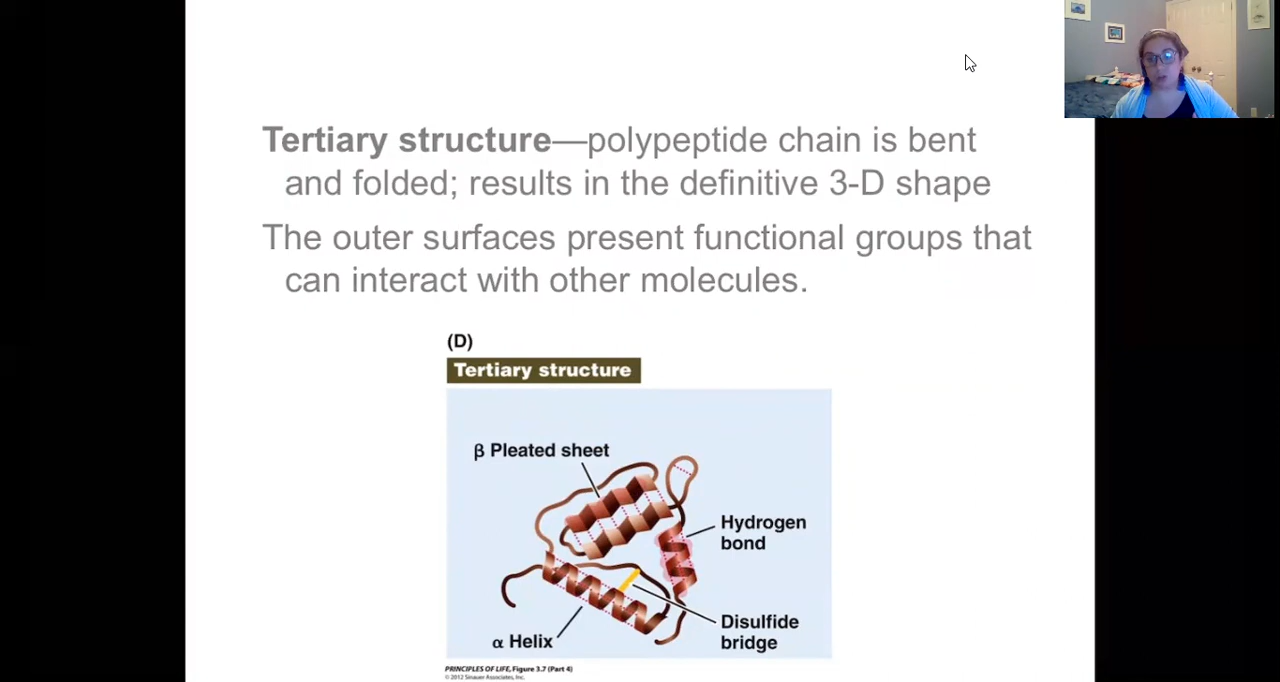 Tertiary structure—polypeptide chain is bent
and folded; results in the definitive 3-D shape
The outer surfaces present functional groups that
can interact with other molecules.
(D)
Tertiary structure
β Pleated sheet
Hydrogen
bond
Disulfide
bridge
α Helix
PRINCIPLES OF LIFE, Figure 3.7 (Part 4)
© 2012 Sinauer Associates, Inc.